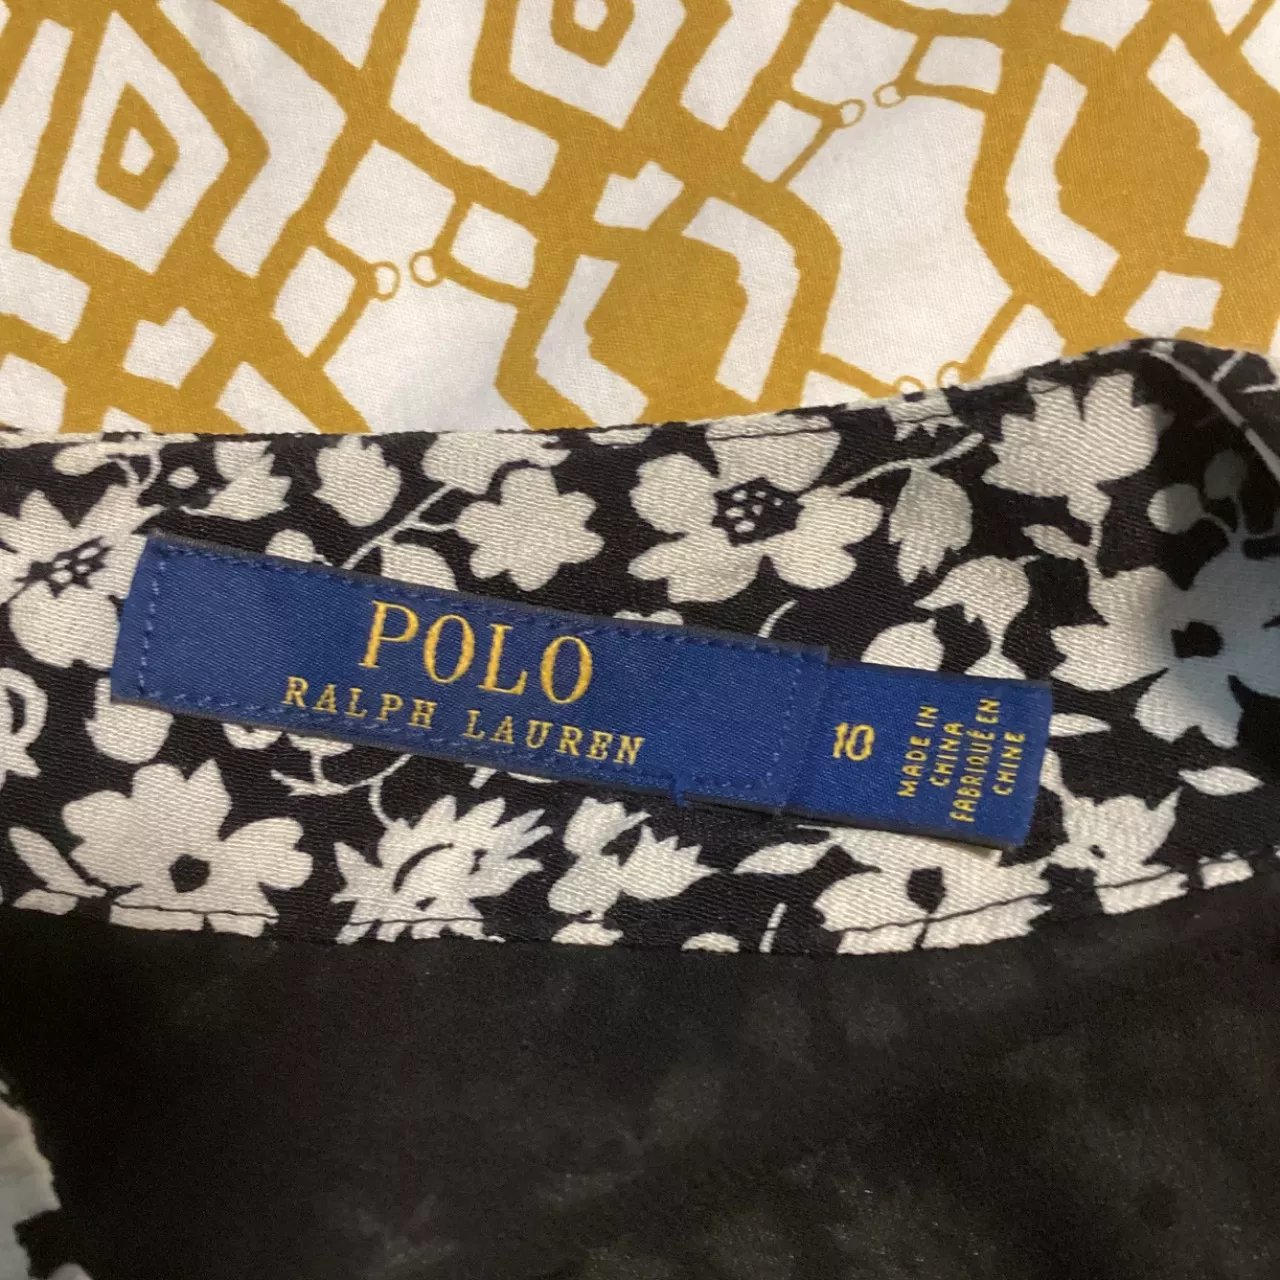 POLO
RALPH LAUREN
10
MADE IN
CHINA
FABRIQUÉ EN
CHINE